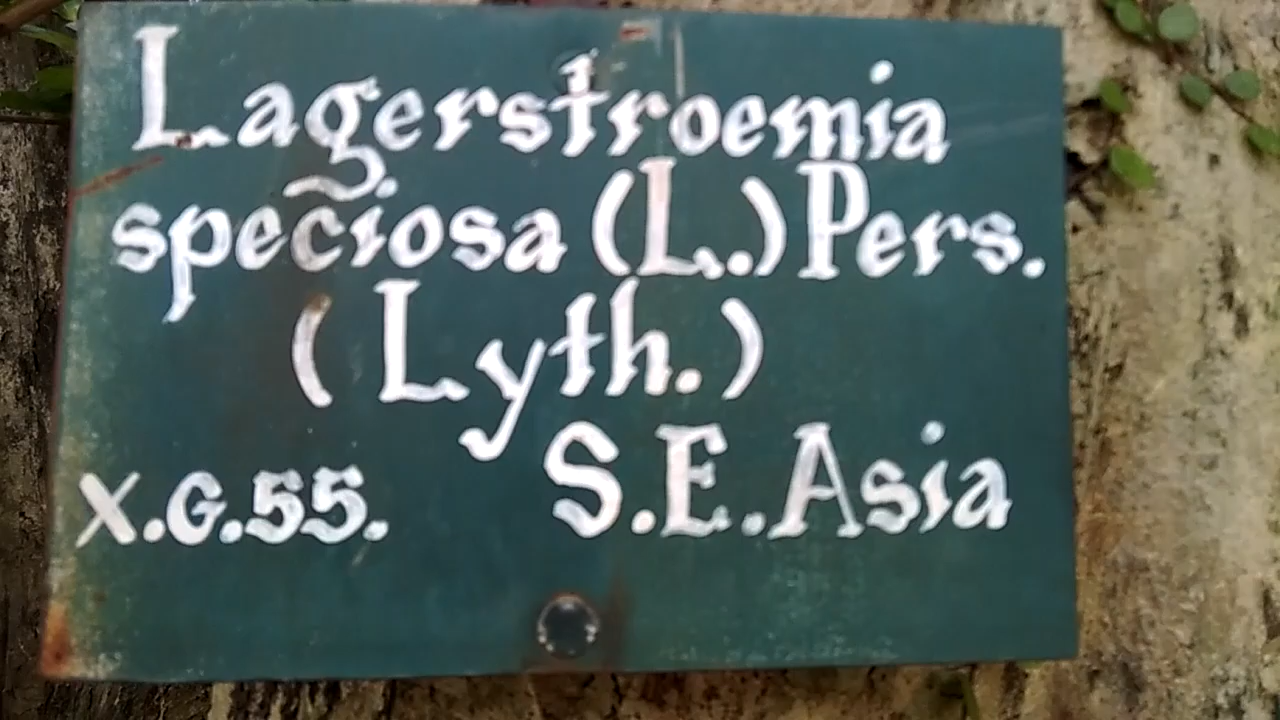 Lagerstroemia
speciosa (L.) Pers.
(Lyth.)
X.G.55. S.E.Asia